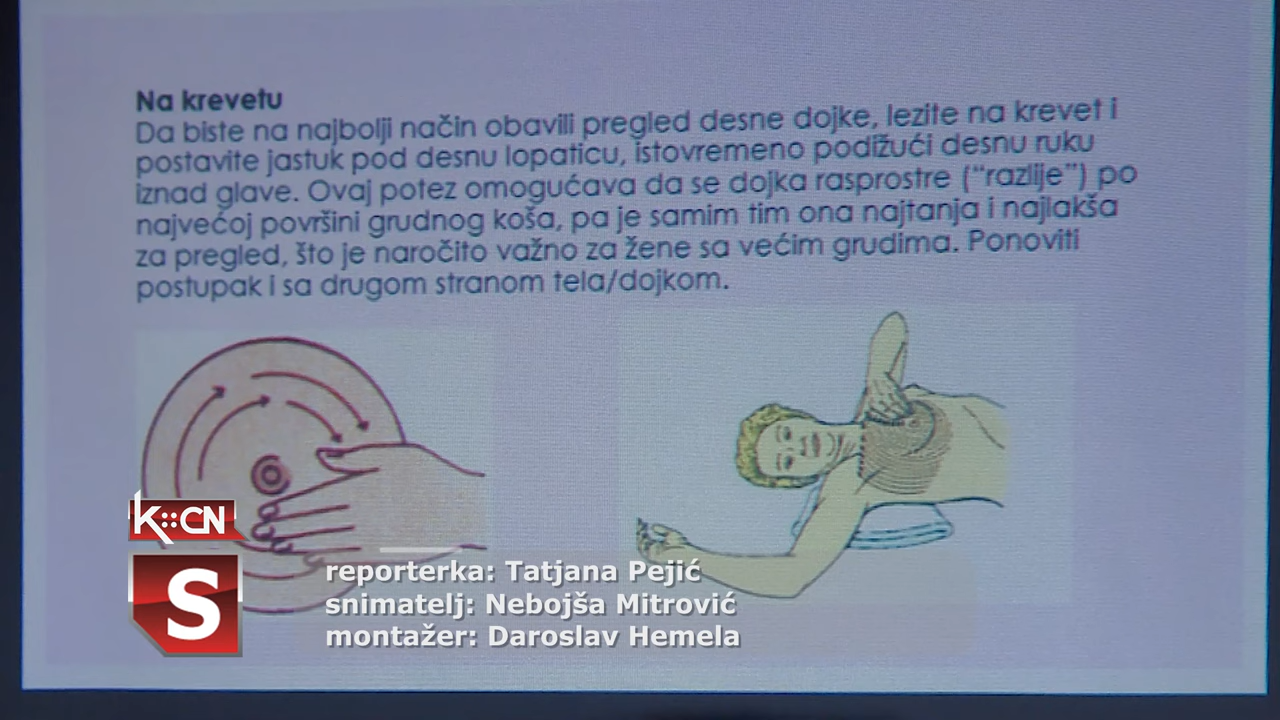 Na krevetu
Da biste na najbolji način obavili pregled desne dojke, lezite na krevet i
postavite jastuk pod desnu lopaticu, istovremeno podižući desnu ruku
iznad glave. Ovaj potez omogućava da se dojka rasprostre (“razlije”) po
najvećoj površini grudnog koša, pa je samim tim ona najtanja i najlakša
za pregled, što je naročito važno za žene sa većim grudima. Ponoviti
postupak i sa drugom stranom tela/dojkom.
K::CN
S
reporterka: Tatjana Pejić
snimatelj: Nebojša Mitrović
montažer: Daroslav Hemela